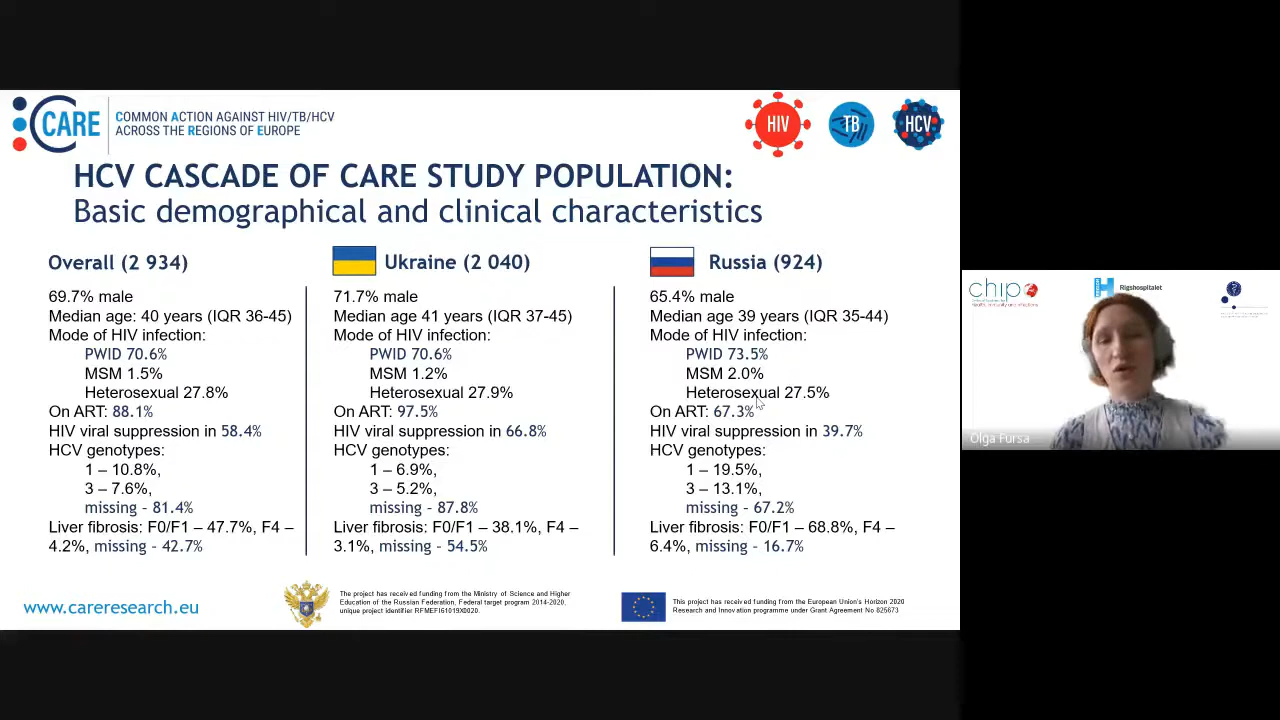 CARE
COMMON ACTION AGAINST HIV/TB/HCV
ACROSS THE REGIONS OF EUROPE
HIV
TB
HCV
HCV CASCADE OF CARE STUDY POPULATION:
Basic demographical and clinical characteristics
Overall (2 934)
69.7% male
Median age: 40 years (IQR 36-45)
Mode of HIV infection:
PWID 70.6%
MSM 1.5%
Heterosexual 27.8%
On ART: 88.1%
HIV viral suppression in 58.4%
HCV genotypes:
1 – 10.8%,
3 – 7.6%,
missing - 81.4%
Liver fibrosis: F0/F1 – 47.7%, F4 –
4.2%, missing - 42.7%
Ukraine (2 040)
71.7% male
Median age 41 years (IQR 37-45)
Mode of HIV infection:
PWID 70.6%
MSM 1.2%
Heterosexual 27.9%
On ART: 97.5%
HIV viral suppression in 66.8%
HCV genotypes:
1 – 6.9%,
3 – 5.2%,
missing - 87.8%
Liver fibrosis: F0/F1 – 38.1%, F4 –
3.1%, missing - 54.5%
Russia (924)
65.4% male
Median age 39 years (IQR 35-44)
Mode of HIV infection:
PWID 73.5%
MSM 2.0%
Heterosexual 27.5%
On ART: 67.3%
HIV viral suppression in 39.7%
HCV genotypes:
1 – 19.5%,
3 – 13.1%,
missing - 67.2%
Liver fibrosis: F0/F1 – 68.8%, F4 –
6.4%, missing - 16.7%
www.careresearch.eu
The project has received funding from the Ministry of Science and Higher
Education of the Russian Federation, Federal target program 2014-2020,
unique project identifier RFMEFI61019X0020.
This project has received funding from the European Union's Horizon 2020
Research and Innovation programme under Grant Agreement No 825673
chip
Rigshospitalet
Olga Fursa